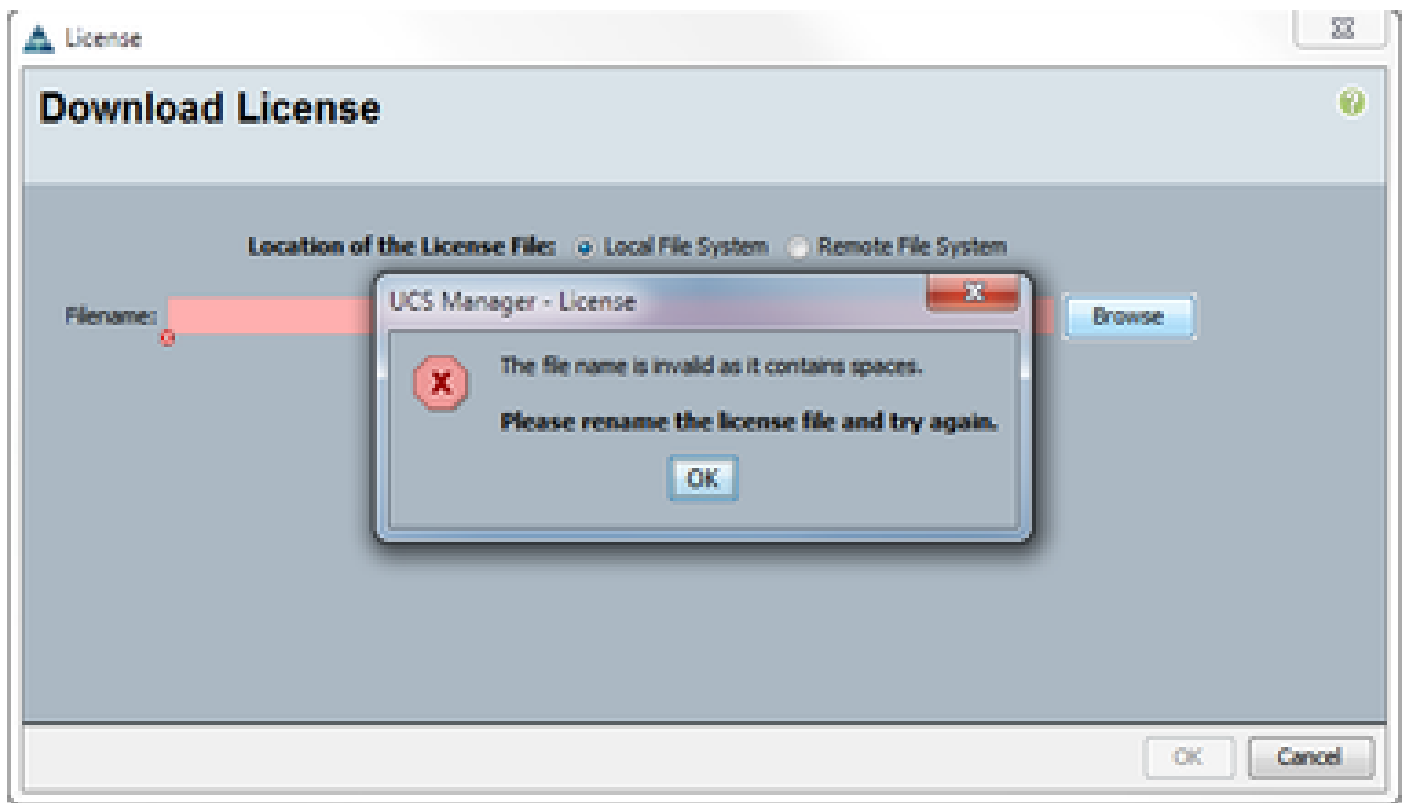 License
Download License
Location of the License File: Local File System Remote File System
Filename:
Browse
UCS Manager - License
The file name is invalid as it contains spaces.
Please rename the license file and try again.
OK
OK Cancel